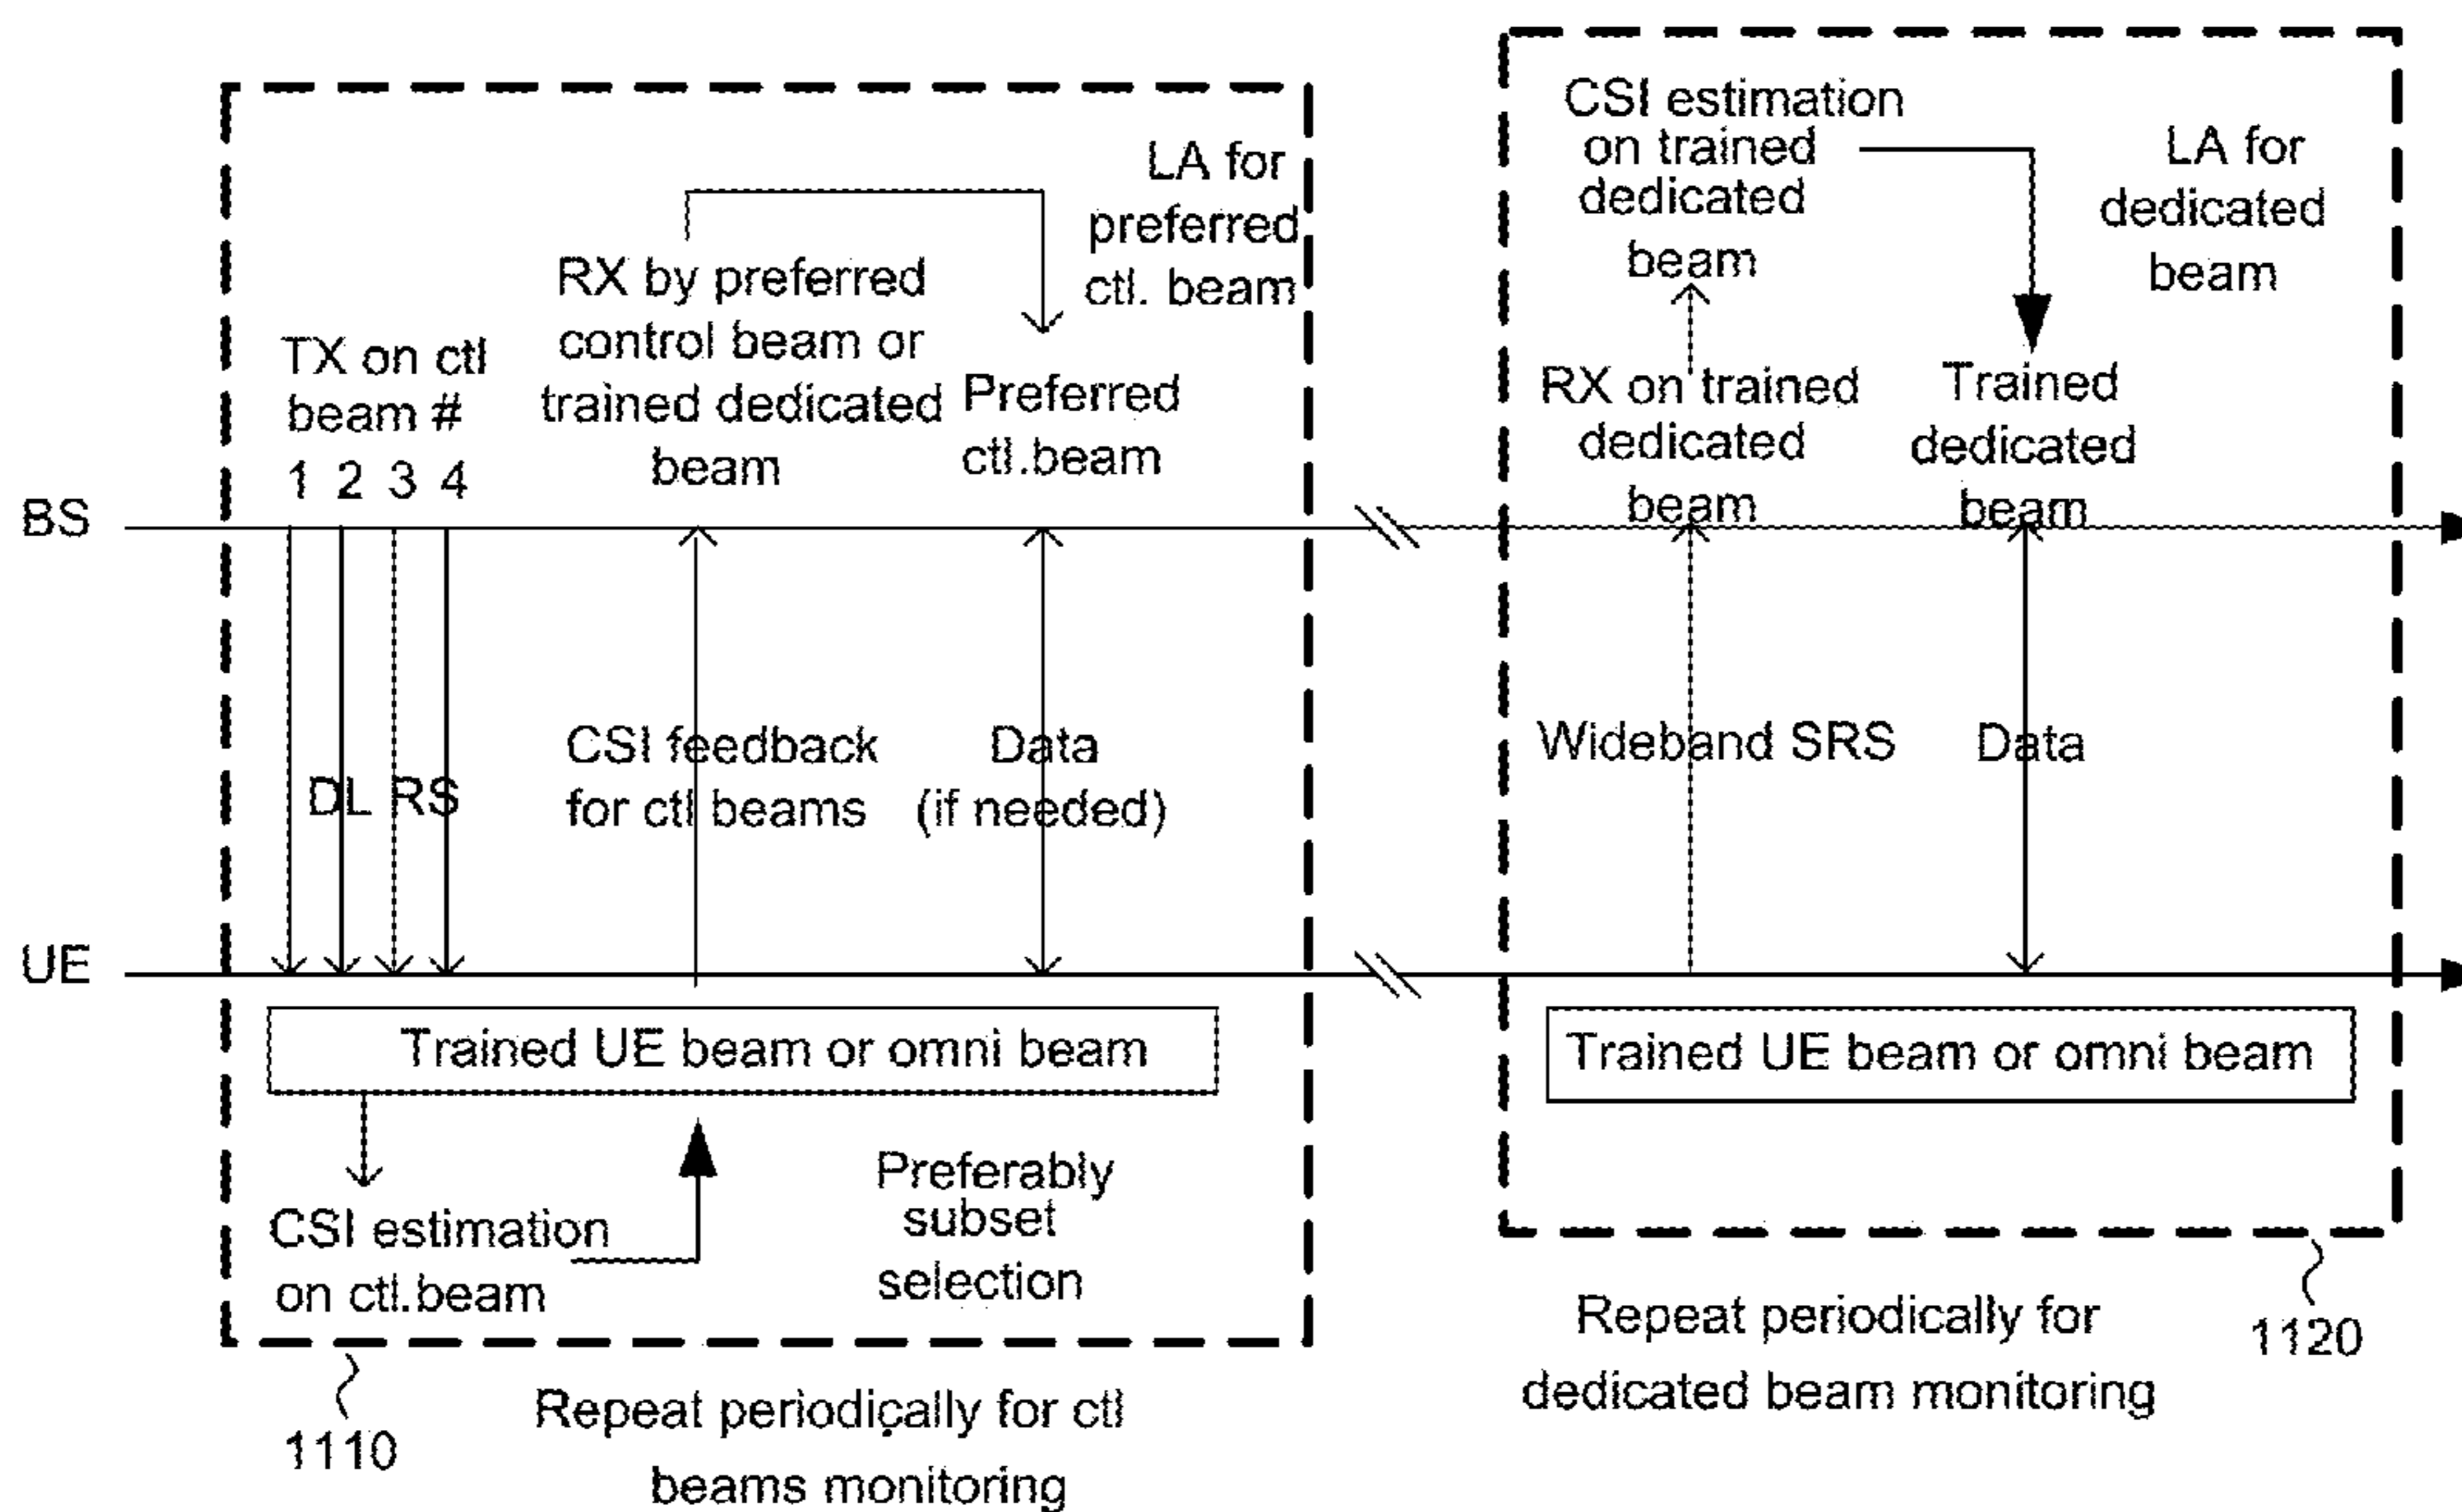 LA for
preferred
ctl. beam
RX by preferred
control beam or
trained dedicated
beam
TX on ctl
beam #
1 2 3 4
Preferred
ctl.beam
CSI estimation
on trained
dedicated
beam
LA for
dedicated
beam
RX on trained
dedicated
beam
Trained
dedicated
beam
BS
DL RS
CSI feedback
for ctl beams
Data
(if needed)
Wideband SRS
Data
UE
Trained UE beam or omni beam
Trained UE beam or omni beam
CSI estimation
on ctl.beam
Preferably
subset
selection
1110
Repeat periodically for ctl
beams monitoring
Repeat periodically for
dedicated beam monitoring
1120